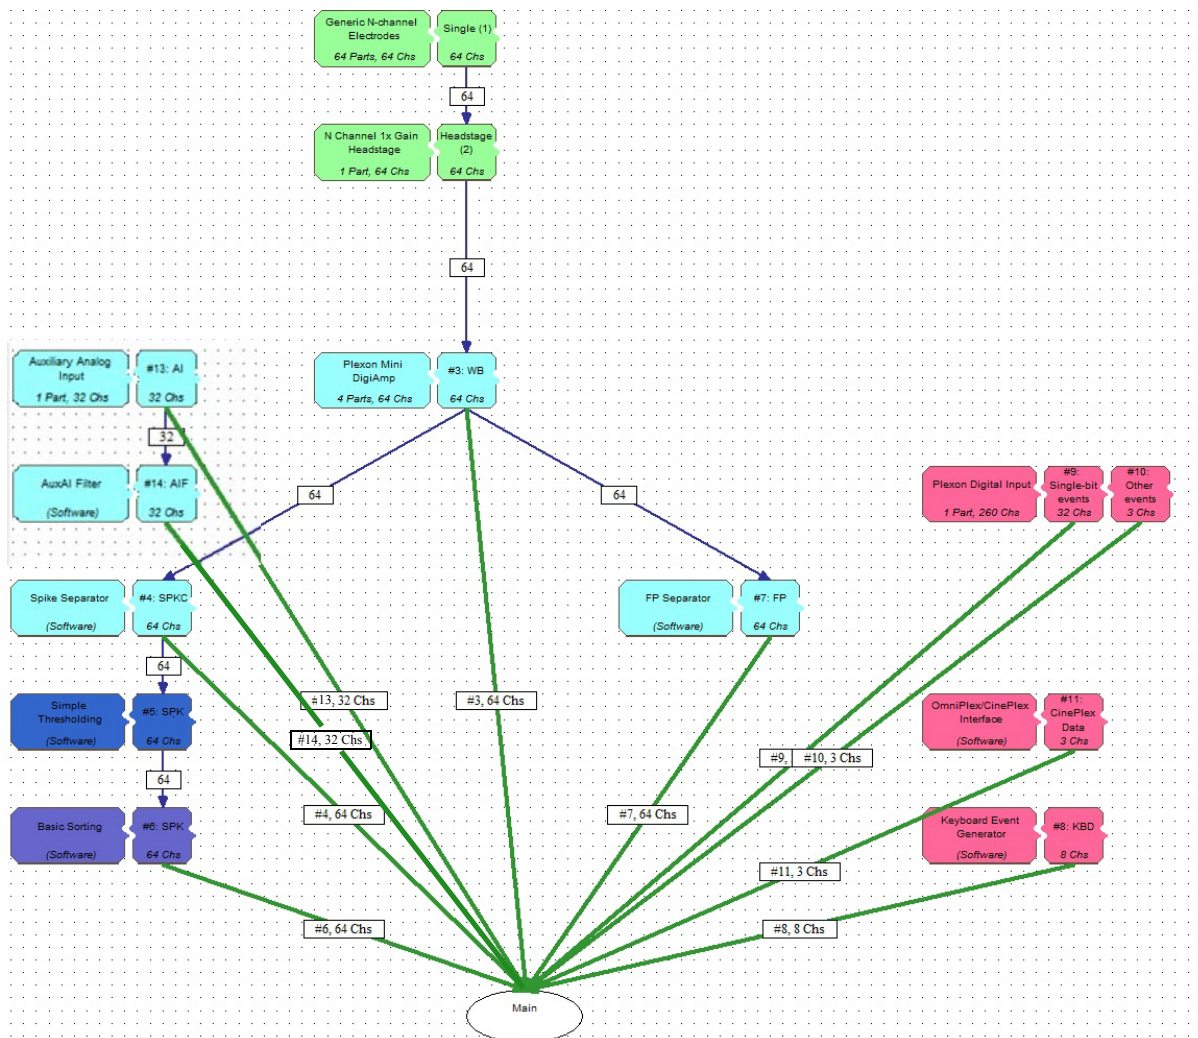 Generic N-channel
Electrodes
64 Parts, 64 Chs
Single (1)
64 Chs
64
N Channel 1x Gain
Headstage
1 Part, 64 Chs
Headstage
(2)
64 Chs
64
Auxiliary Analog
Input
1 Part, 32 Chs
#13: AI
32 Chs
Plexon Mini
DigiAmp
4 Parts, 64 Chs
#3: WB
64 Chs
32
AuxAI Filter
(Software)
#14: AIF
32 Chs
64
64
Plexon Digital Input
1 Part, 260 Chs
#9:
Single-bit
events
32 Chs
#10:
Other
events
3 Chs
Spike Separator
(Software)
#4: SPKC
64 Chs
FP Separator
(Software)
#7: FP
64 Chs
64
Simple
Thresholding
(Software)
#5: SPK
64 Chs
#13, 32 Chs
#3, 64 Chs
OmniPlex/CinePlex
Interface
(Software)
#11:
CinePlex
Data
3 Chs
#14, 32 Chs
#9,
#10, 3 Chs
64
Basic Sorting
(Software)
#6: SPK
64 Chs
#4, 64 Chs
#7, 64 Chs
Keyboard Event
Generator
(Software)
#8: KBD
8 Chs
#11, 3 Chs
#6, 64 Chs
#8, 8 Chs
Main